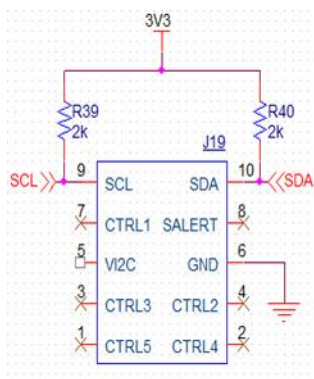 3V3
R39
2k
R40
2k
J19
SCL
9
SCL
SDA
10
SDA
7
CTRL1
SALERT
8
5
VI2C
GND
6
3
CTRL3
CTRL2
4
1
CTRL5
CTRL4
2